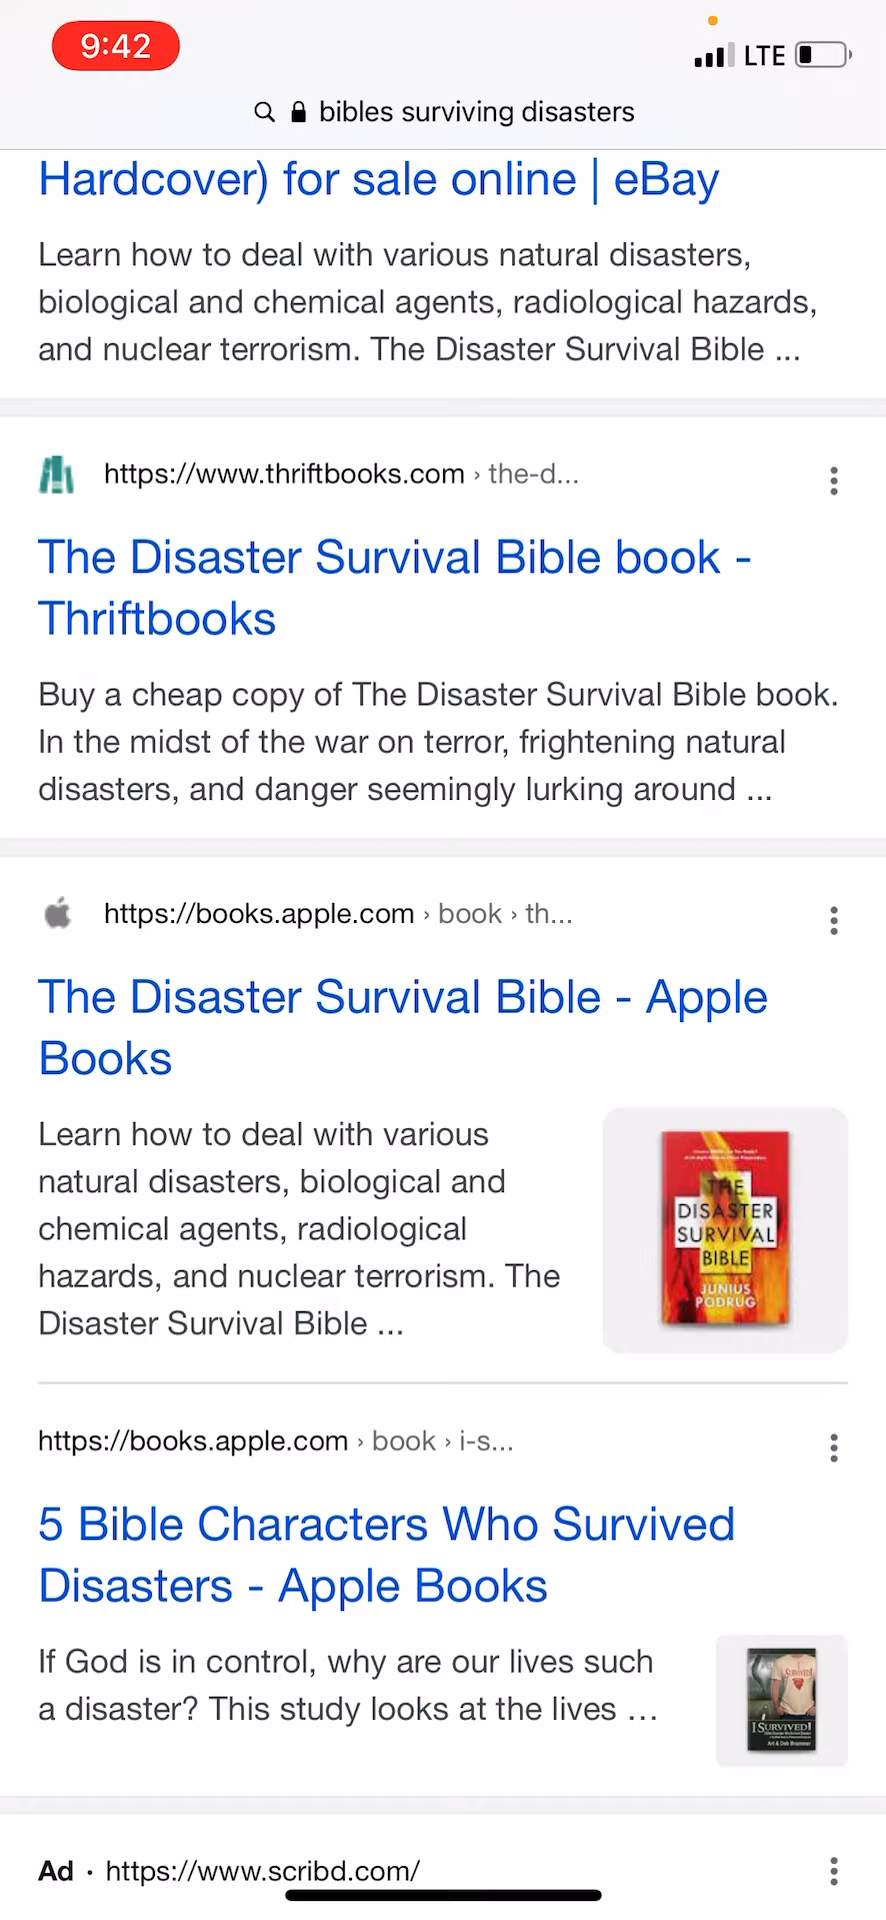 9:42
LTE
bibles surviving disasters
Hardcover) for sale online | eBay
Learn how to deal with various natural disasters,
biological and chemical agents, radiological hazards,
and nuclear terrorism. The Disaster Survival Bible ...
https://www.thriftbooks.com › the-d...
The Disaster Survival Bible book -
Thriftbooks
Buy a cheap copy of The Disaster Survival Bible book.
In the midst of the war on terror, frightening natural
disasters, and danger seemingly lurking around ...
https://books.apple.com › book › th...
The Disaster Survival Bible - Apple
Books
Learn how to deal with various
natural disasters, biological and
chemical agents, radiological
hazards, and nuclear terrorism. The
Disaster Survival Bible ...
THE
DISASTER
SURVIVAL
BIBLE
JUNIUS
PODRUG
https://books.apple.com › book › i-s...
5 Bible Characters Who Survived
Disasters - Apple Books
If God is in control, why are our lives such
a disaster? This study looks at the lives ...
I SURVIVED!
Art & Deb Brammer
Ad · https://www.scribd.com/